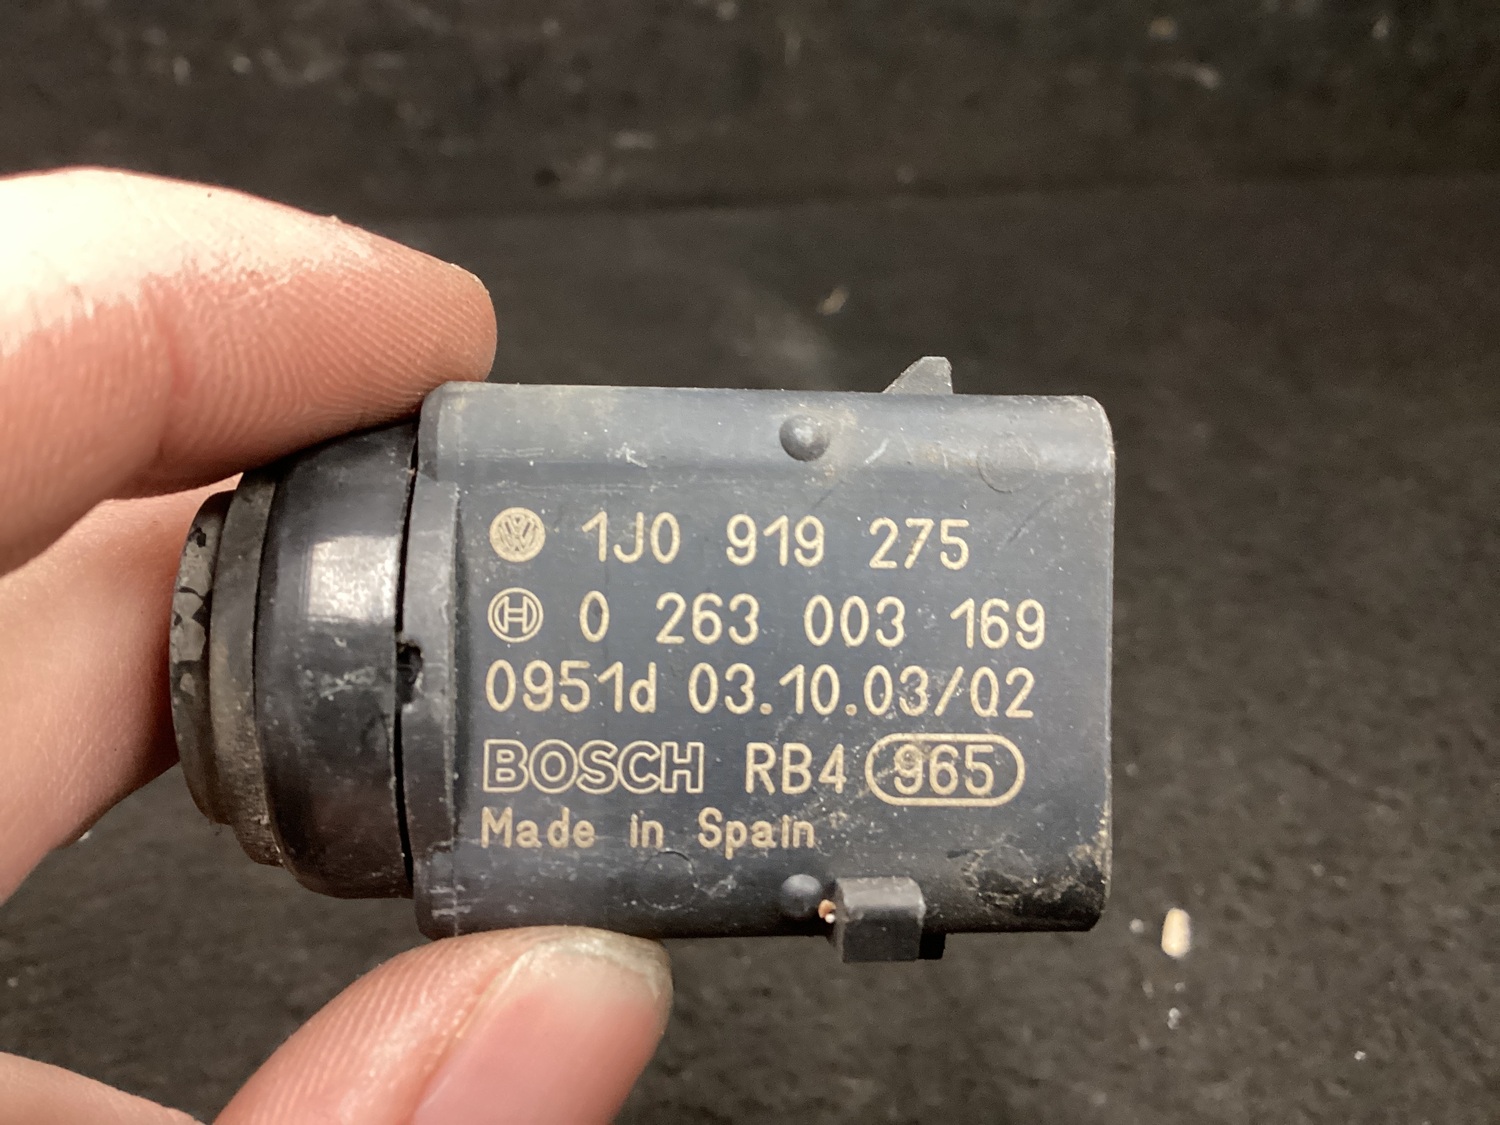 1J0 919 275
0 263 003 169
0951d 03.10.03/02
BOSCH RB4 965
Made in Spain